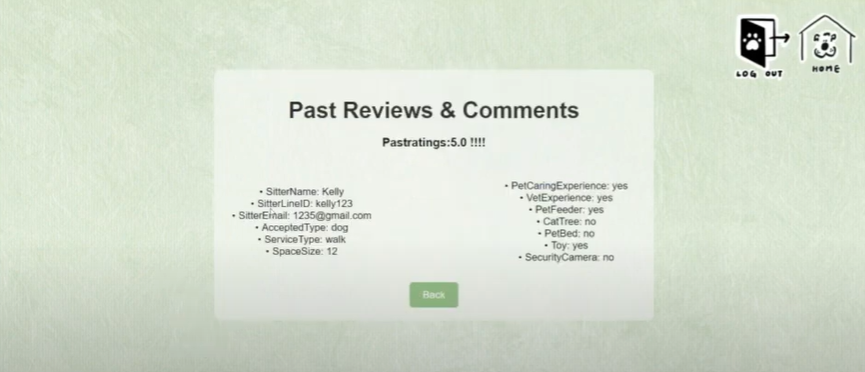 LOG OUT
HOME
Past Reviews & Comments
Pastratings:5.0 !!!!
• SitterName: Kelly
• SitterLineID: kelly123
• SitterEmail: 1235@gmail.com
• AcceptedType: dog
• ServiceType: walk
• SpaceSize: 12
• PetCaringExperience: yes
• VetExperience: yes
• PetFeeder: yes
• CatTree: no
• PetBed: no
• Toy: yes
• SecurityCamera: no
Back